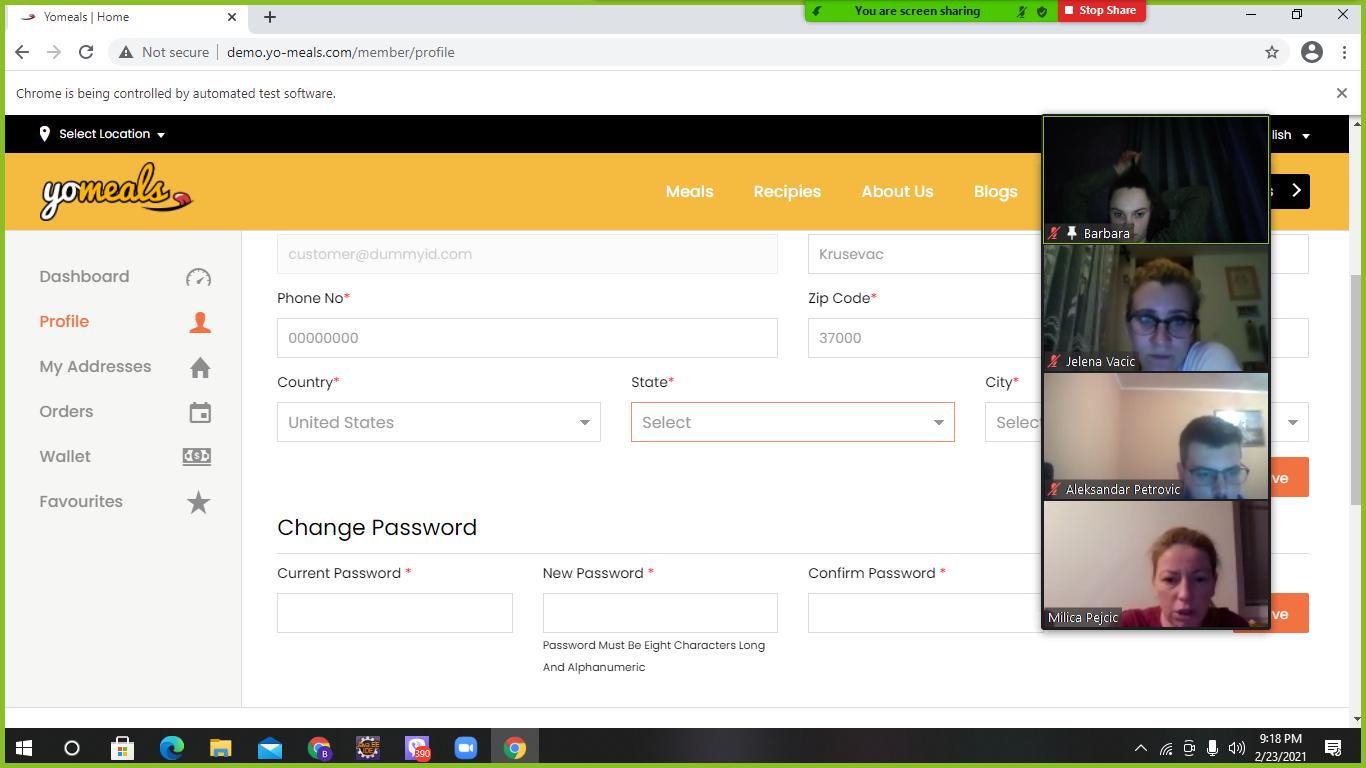 Yomeals | Home
You are screen sharing
Stop Share
Not secure
demo.yo-meals.com/member/profile
Chrome is being controlled by automated test software.
Select Location
lish
yomeals
Meals
Recipies
About Us
Blogs
s
Dashboard
Profile
My Addresses
Orders
Wallet
Favourites
customer@dummyid.com
Krusevac
Phone No*
Zip Code*
00000000
37000
Country*
State*
City*
United States
Select
Selec
ve
Change Password
Current Password *
New Password *
Confirm Password *
ve
Password Must Be Eight Characters Long
And Alphanumeric
Barbara
Jelena Vacic
Aleksandar Petrovic
Milica Pejcic
B
390
9:18 PM
2/23/2021